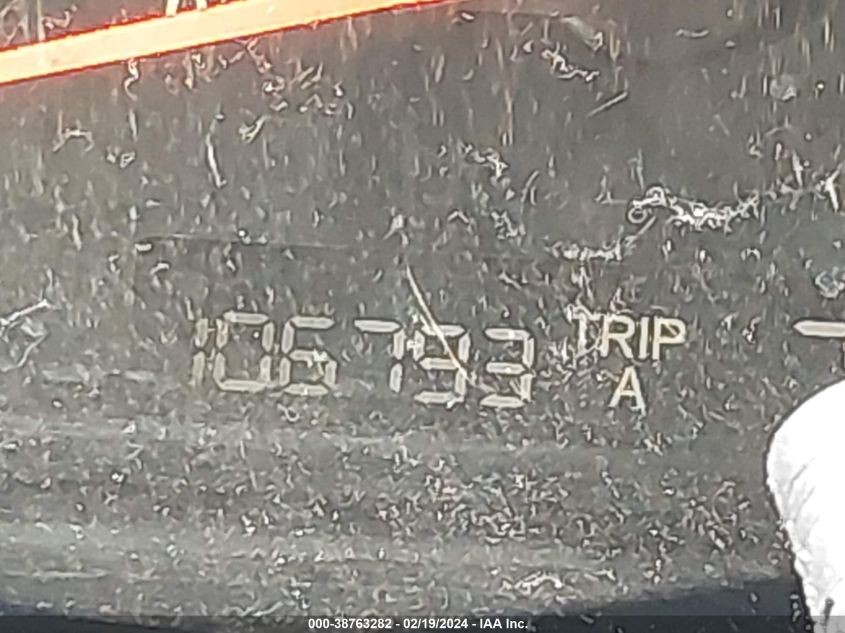 106793 TRIP
A
000-38763282 - 02/19/2024 - IAA Inc.